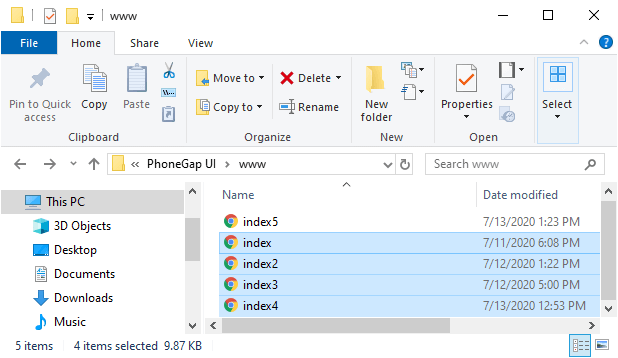 www
File Home Share View
Pin to Quick access
Copy
Paste
Move to
Copy to
Delete
Rename
New folder
Properties
Select
Clipboard Organize New Open
« PhoneGap UI › www
Search www
This PC
3D Objects
Desktop
Documents
Downloads
Music
Name Date modified
index5 7/13/2020 1:23 PM
index 7/11/2020 6:08 PM
index2 7/12/2020 1:22 PM
index3 7/12/2020 5:00 PM
index4 7/13/2020 12:53 PM
5 items 4 items selected 9.87 KB